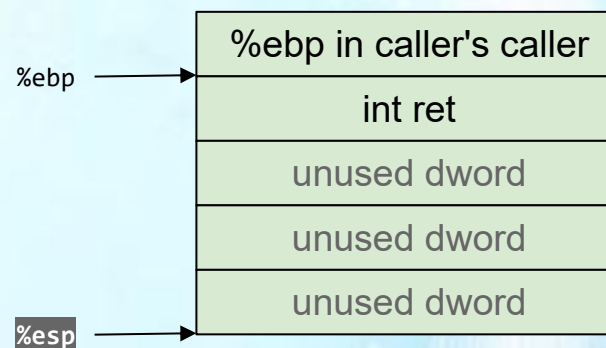 %ebp in caller's caller
%ebp
int ret
unused dword
unused dword
unused dword
%esp